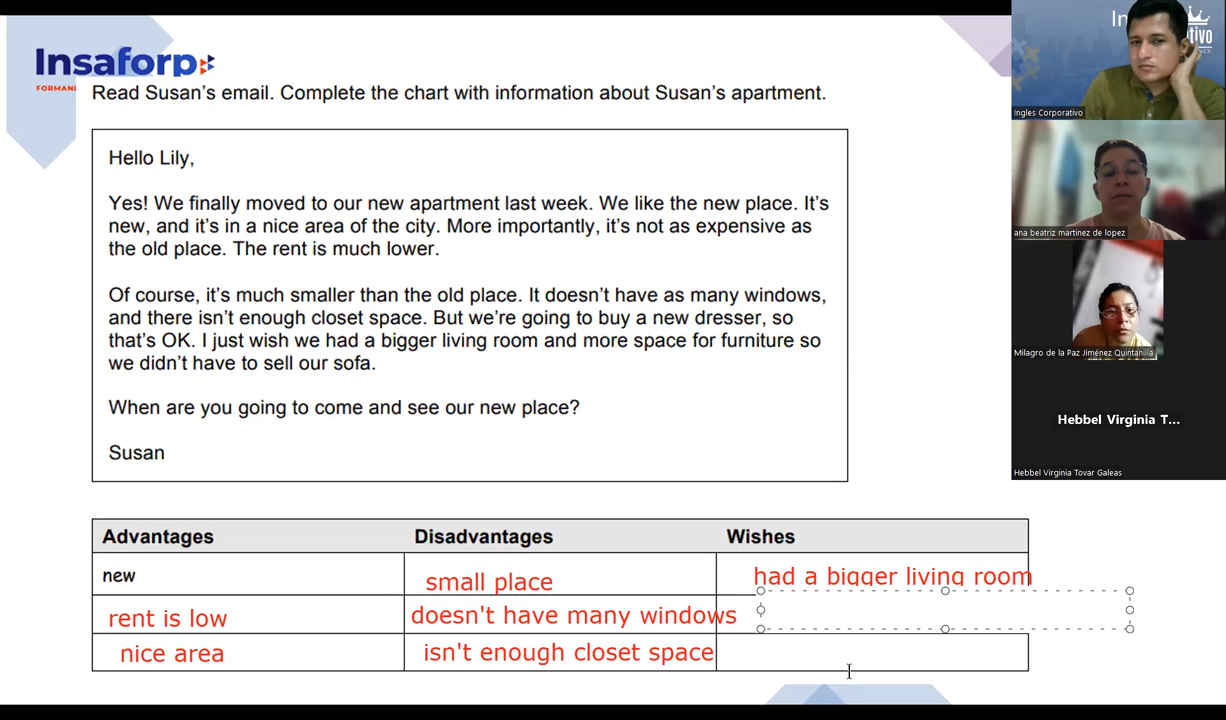 Insaforp
FORMAN
Read Susan's email. Complete the chart with information about Susan's apartment.
Hello Lily,
Yes! We finally moved to our new apartment last week. We like the new place. It's
new, and it's in a nice area of the city. More importantly, it's not as expensive as
the old place. The rent is much lower.
Of course, it's much smaller than the old place. It doesn't have as many windows,
and there isn't enough closet space. But we're going to buy a new dresser, so
that's OK. I just wish we had a bigger living room and more space for furniture so
we didn't have to sell our sofa.
When are you going to come and see our new place?
Susan
Advantages Disadvantages Wishes
new small place had a bigger living room
rent is low doesn't have many windows
nice area isn't enough closet space
In
ivo
Ingles Corporativo
ana beatriz martinez de lopez
Milagro de la Paz Jiménez Quintanilla
Hebbel Virginia T...
Hebbel Virginia Tovar Galeas